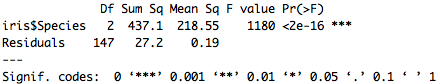 Df Sum Sq Mean Sq F value Pr(>F)
iris$Species 2 437.1 218.55 1180 <2e-16 ***
Residuals 147 27.2 0.19
---
Signif. codes: 0 ‘***’ 0.001 ‘**’ 0.01 ‘*’ 0.05 ‘.’ 0.1 ‘ ’ 1